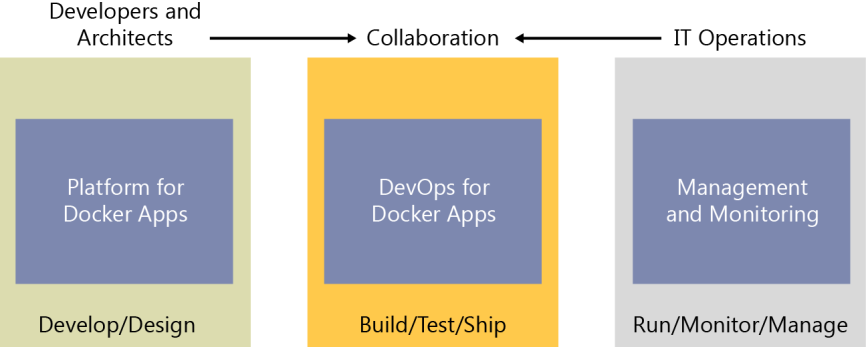 Developers and
Architects
Collaboration
IT Operations
Platform for
Docker Apps
DevOps for
Docker Apps
Management
and Monitoring
Develop/Design
Build/Test/Ship
Run/Monitor/Manage